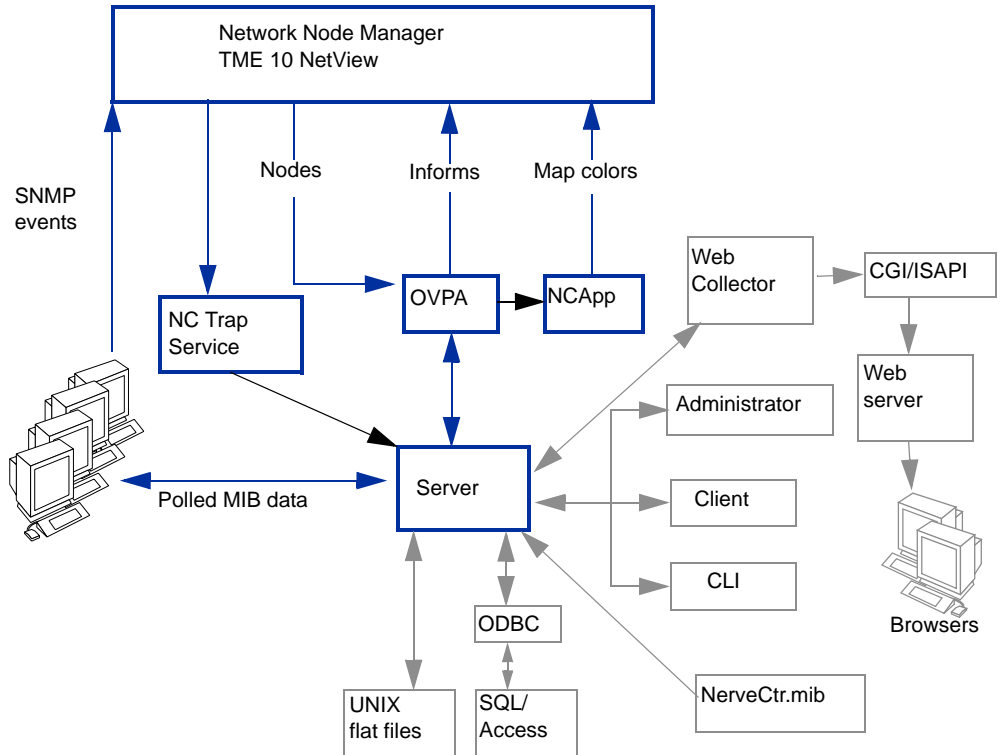 Network Node Manager
TME 10 NetView
SNMP
events
Nodes
Informs
Map colors
NC Trap
Service
OVPA
NCApp
Web
Collector
CGI/ISAPI
Web
server
Administrator
Polled MIB data
Server
Client
CLI
Browsers
ODBC
UNIX
flat files
SQL/
Access
NerveCtr.mib